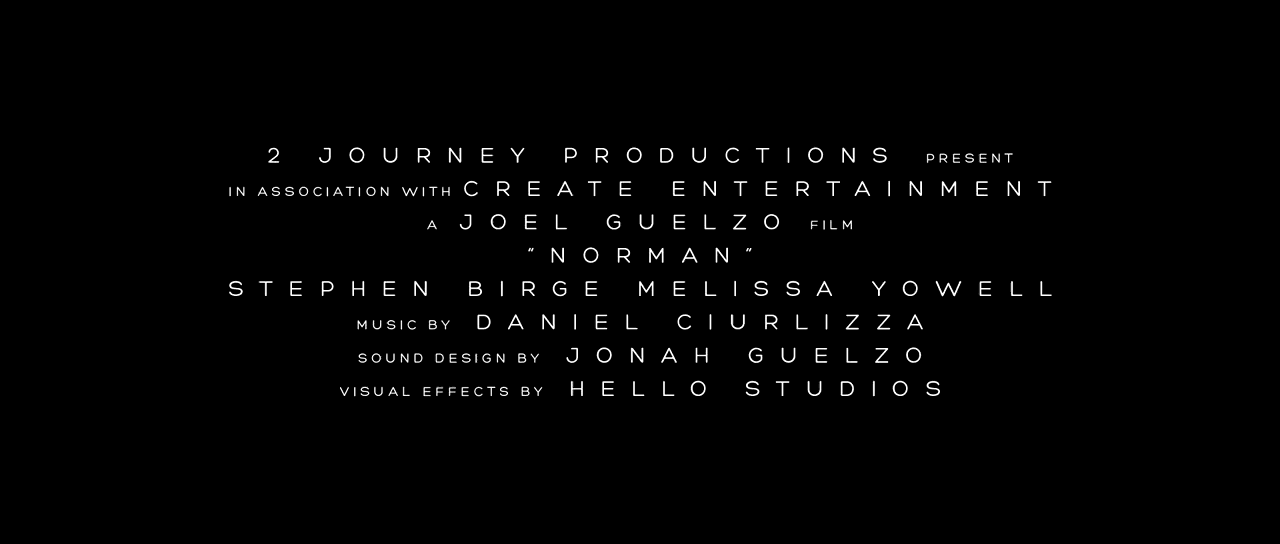 2 JOURNEY PRODUCTIONS PRESENT
IN ASSOCIATION WITH CREATE ENTERTAINMENT
A JOEL GUELZO FILM
"NORMAN"
STEPHEN BIRGE MELISSA YOWELL
MUSIC BY DANIEL CIURLIZZA
SOUND DESIGN BY JONAH GUELZO
VISUAL EFFECTS BY HELLO STUDIOS